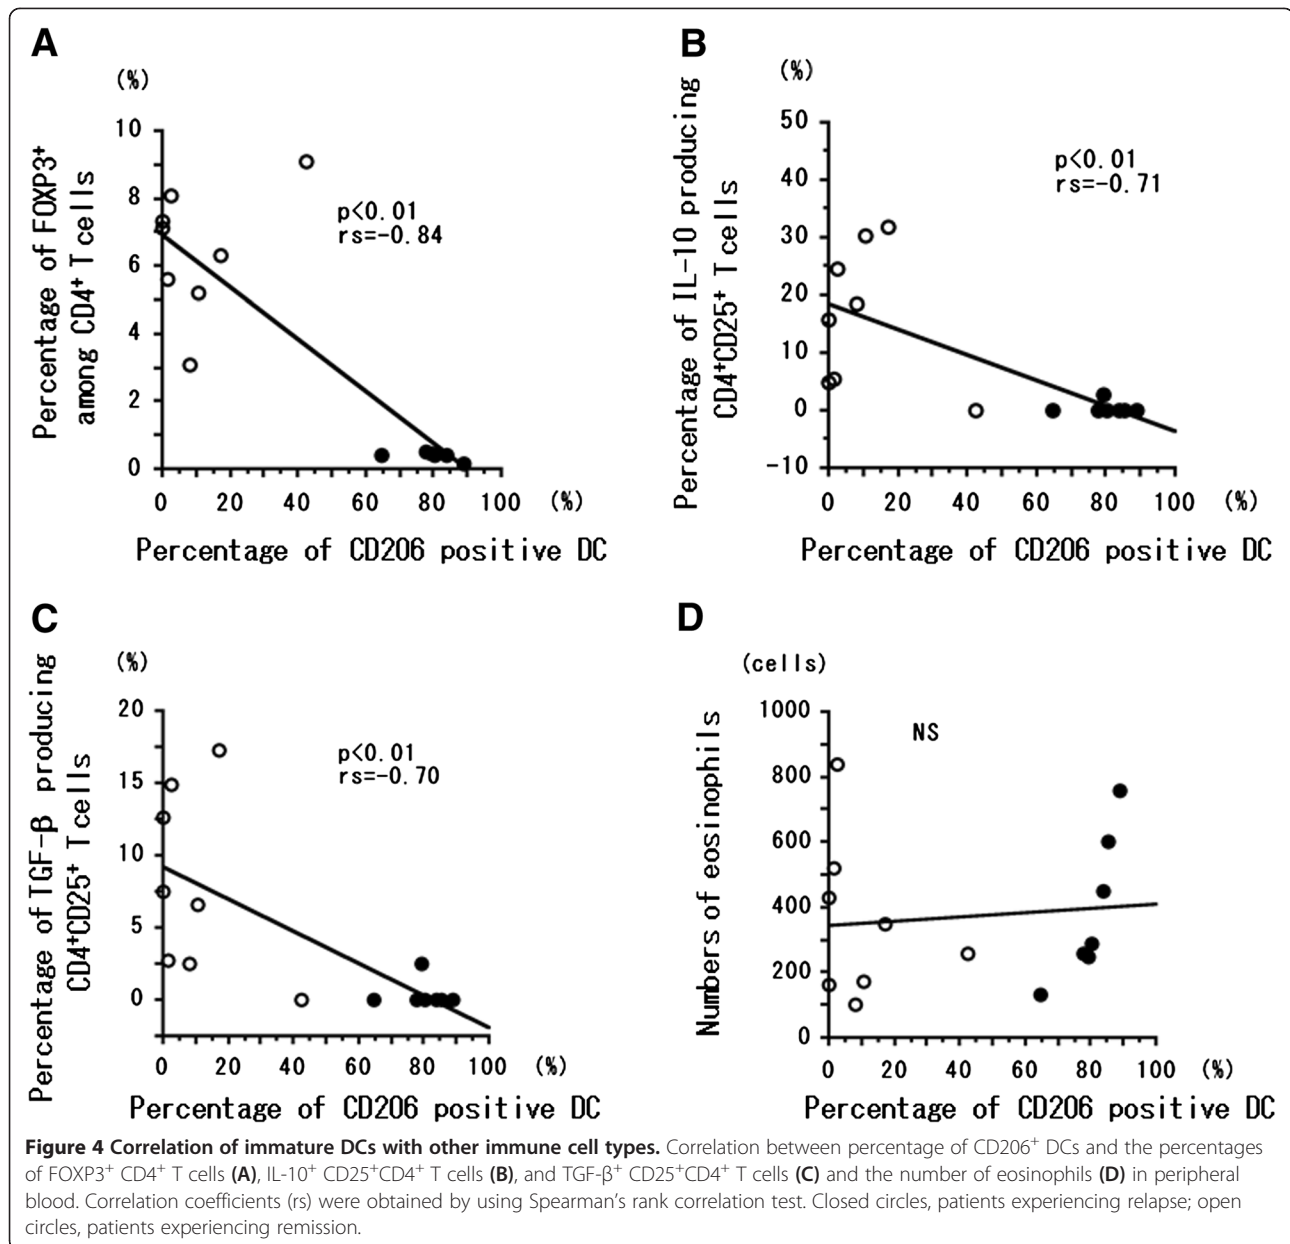 A
(%)
Percentage of FOXP3+
among CD4+ T cells
10
8
6
4
2
0
p<0.01
rs=-0.84
0 20 40 60 80 100 (%)
Percentage of CD206 positive DC
B
(%)
Percentage of IL-10 producing
CD4+CD25+ T cells
50
40
30
20
10
0
-10
p<0.01
rs=-0.71
0 20 40 60 80 100 (%)
Percentage of CD206 positive DC
C
(%)
Percentage of TGF-β producing
CD4+CD25+ T cells
20
15
10
5
0
p<0.01
rs=-0.70
0 20 40 60 80 100 (%)
Percentage of CD206 positive DC
D
(cells)
Numbers of eosinophils
1000
800
600
400
200
0
NS
0 20 40 60 80 100 (%)
Percentage of CD206 positive DC
Figure 4 Correlation of immature DCs with other immune cell types. Correlation between percentage of CD206+ DCs and the percentages
of FOXP3+ CD4+ T cells (A), IL-10+ CD25+CD4+ T cells (B), and TGF-β+ CD25+CD4+ T cells (C) and the number of eosinophils (D) in peripheral
blood. Correlation coefficients (rs) were obtained by using Spearman's rank correlation test. Closed circles, patients experiencing relapse; open
circles, patients experiencing remission.